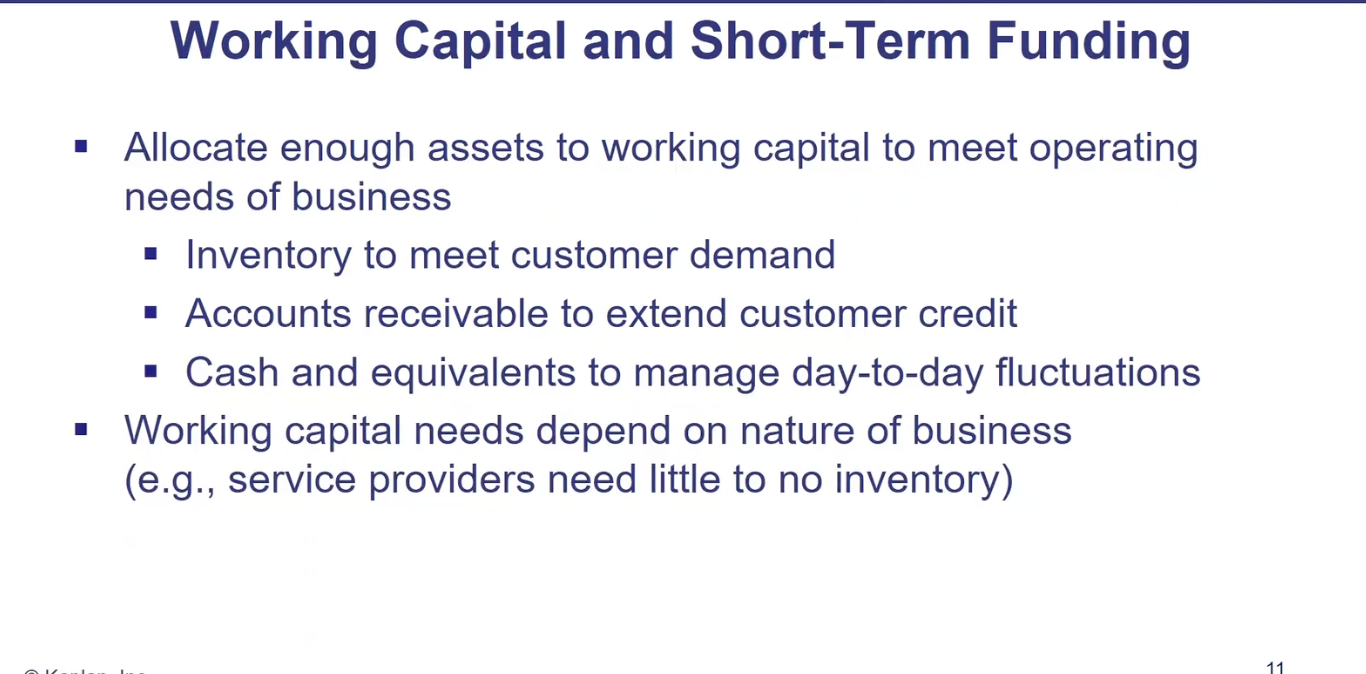 Working Capital and Short-Term Funding
▪ Allocate enough assets to working capital to meet operating
needs of business
▪ Inventory to meet customer demand
▪ Accounts receivable to extend customer credit
▪ Cash and equivalents to manage day-to-day fluctuations
▪ Working capital needs depend on nature of business
(e.g., service providers need little to no inventory)
© Kaplan, Inc.
11